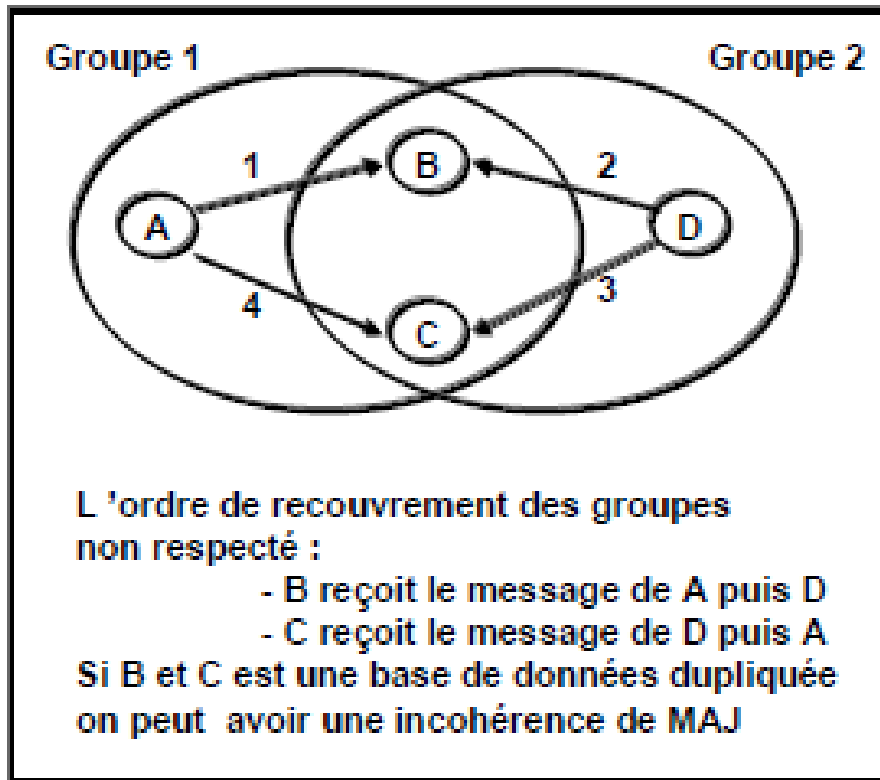 Groupe 1
Groupe 2
1
B
2
A
D
4
3
C
L 'ordre de recouvrement des groupes
non respecté :
- B reçoit le message de A puis D
- C reçoit le message de D puis A
Si B et C est une base de données dupliquée
on peut avoir une incohérence de MAJ